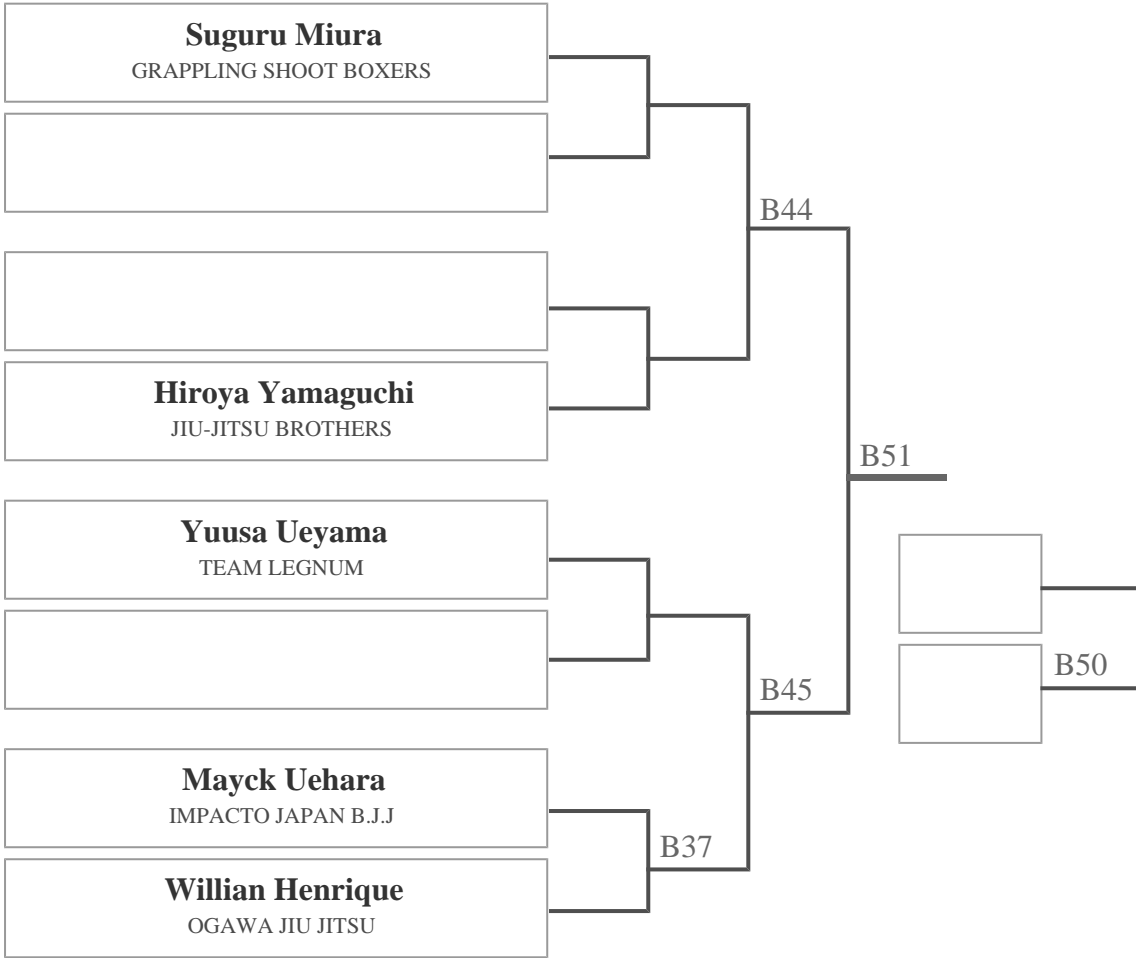 Suguru Miura
GRAPPLING SHOOT BOXERS
B44
Hiroya Yamaguchi
JIU-JITSU BROTHERS
B51
Yuusa Ueyama
TEAM LEGNUM
B50
B45
Mayck Uehara
IMPACTO JAPAN B.J.J
B37
Willian Henrique
OGAWA JIU JITSU